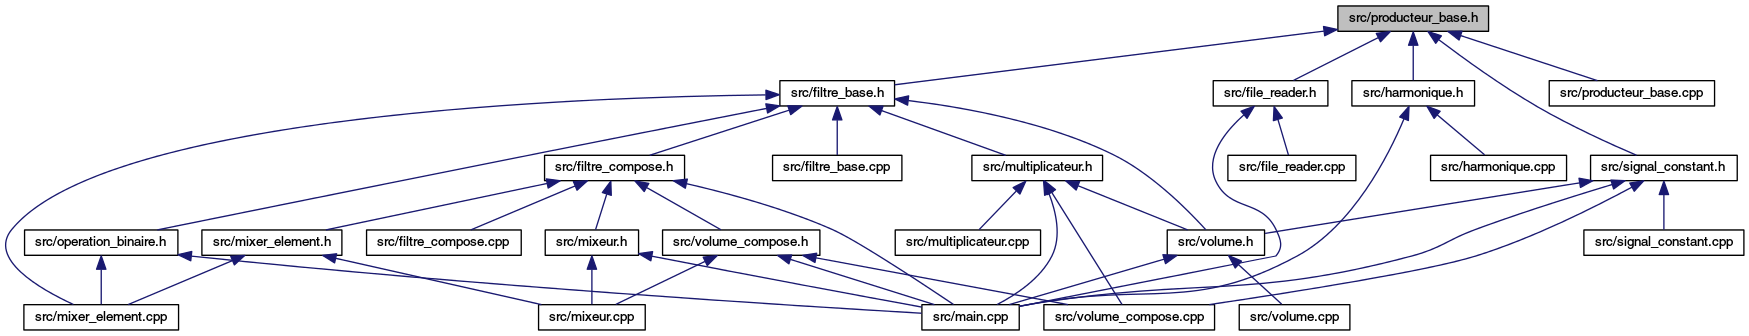 src/producteur_base.h
src/filtre_base.h
src/file_reader.h
src/harmonique.h
src/producteur_base.cpp
src/filtre_compose.h
src/filtre_base.cpp
src/multiplicateur.h
src/file_reader.cpp
src/harmonique.cpp
src/signal_constant.h
src/operation_binaire.h
src/mixer_element.h
src/filtre_compose.cpp
src/mixeur.h
src/volume_compose.h
src/multiplicateur.cpp
src/volume.h
src/signal_constant.cpp
src/mixer_element.cpp
src/mixeur.cpp
src/main.cpp
src/volume_compose.cpp
src/volume.cpp